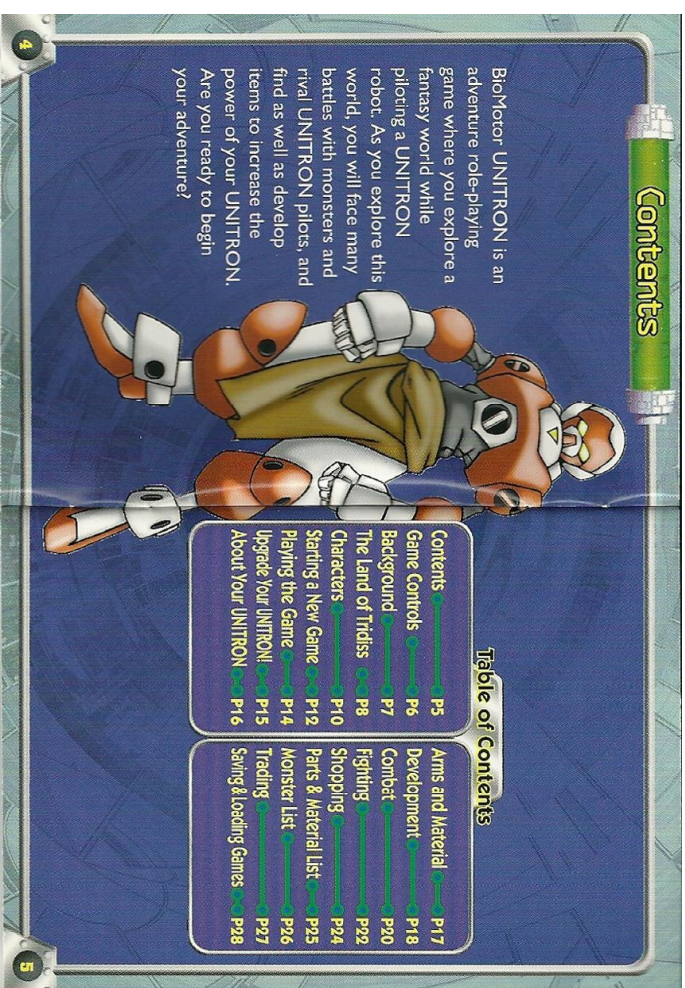 Contents
BioMotor UNITRON is an
adventure role-playing
game where you explore a
fantasy world while
piloting a UNITRON
robot. As you explore this
world, you will face many
battles with monsters and
rival UNITRON pilots, and
find as well as develop
items to increase the
power of your UNITRON.
Are you ready to begin
your adventure?
4
Table of Contents
Contents P5
Game Controls P6
Background P7
The Land of Tridiss P8
Characters P10
Starting a New Game P12
Playing the Game P14
Upgrade Your UNITRON! P15
About Your UNITRON P16
Arms and Material P17
Development P18
Combat P20
Fighting P22
Shopping P24
Parts & Material List P25
Monster List P26
Trading P27
Saving & Loading Games P28
5